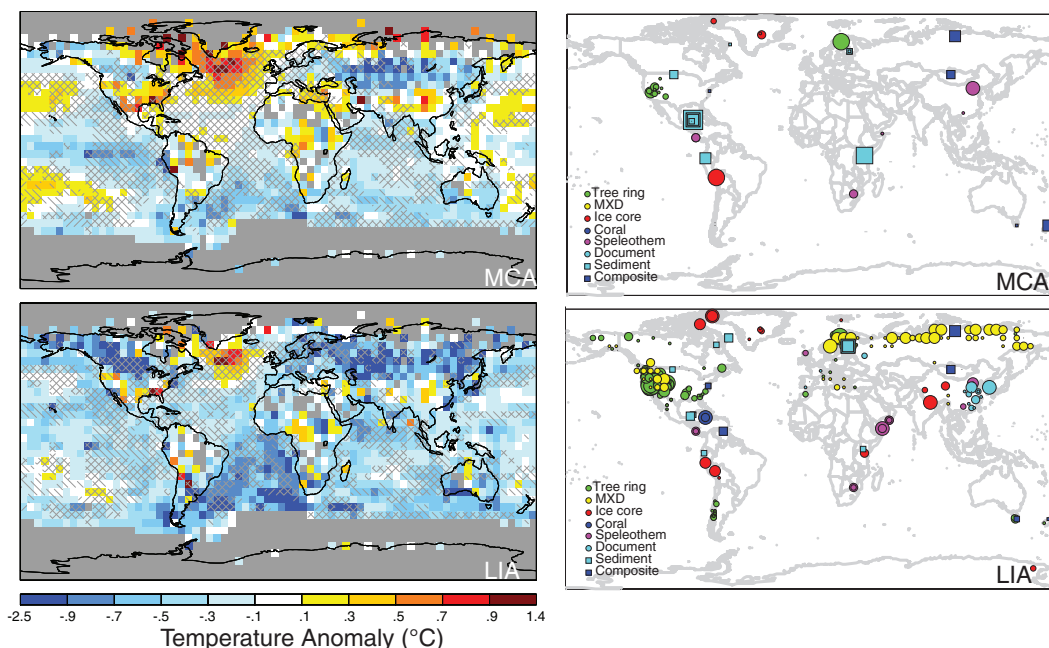 MCA
Tree ring
MXD
Ice core
Coral
Speleothem
Document
Sediment
Composite
MCA
LIA
Tree ring
MXD
Ice core
Coral
Speleothem
Document
Sediment
Composite
LIA
-2.5 -.9 -.7 -.5 -.3 -.1 .1 .3 .5 .7 .9 1.4
Temperature Anomaly (°C)